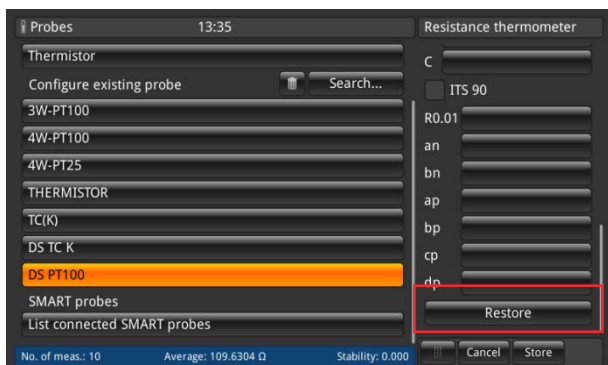 Probes 13:35
Thermistor
Configure existing probe Search...
3W-PT100
4W-PT100
4W-PT25
THERMISTOR
TC(K)
DS TC K
DS PT100
SMART probes
List connected SMART probes
No. of meas.: 10 Average: 109.6304 Ω Stability: 0.000
Resistance thermometer
C
ITS 90
R0.01
an
bn
ap
bp
cp
dp
Restore
Cancel Store